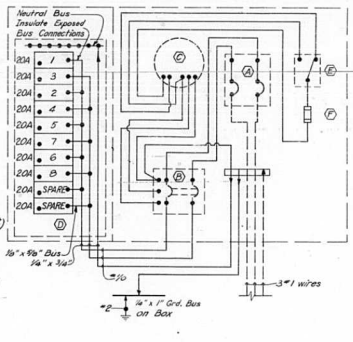 Neutral Bus
Insulate Exposed
Bus Connections
20A 1
20A 3
20A 2
20A 4
20A 5
20A 7
20A 6
20A 8
20A SPARE
20A SPARE
C
A
E
F
B
D
1/8" x 5/8" Bus
1/4" x 3/4"
#1/0
#2
1/8" x 1" Grd. Bus
on Box
3 #1 wires